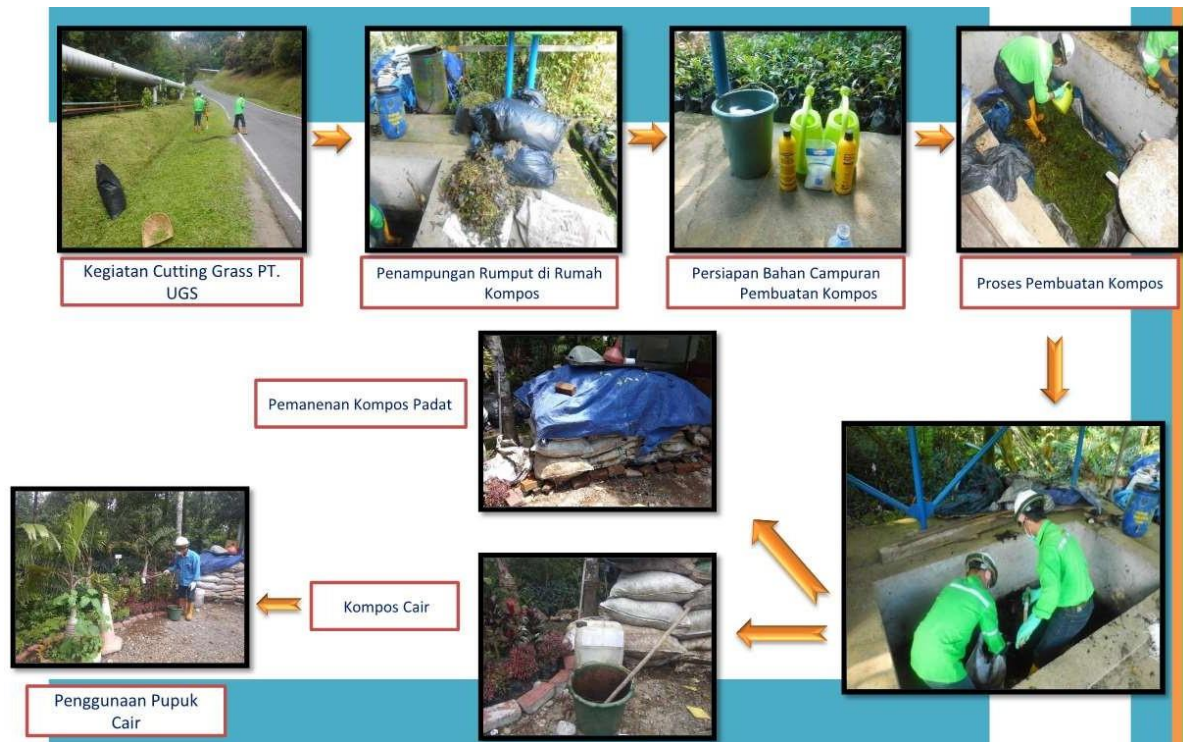 Kegiatan Cutting Grass PT.
UGS
Penampungan Rumput di Rumah
Kompos
Persiapan Bahan Campuran
Pembuatan Kompos
Proses Pembuatan Kompos
Pemanenan Kompos Padat
Kompos Cair
Penggunaan Pupuk
Cair